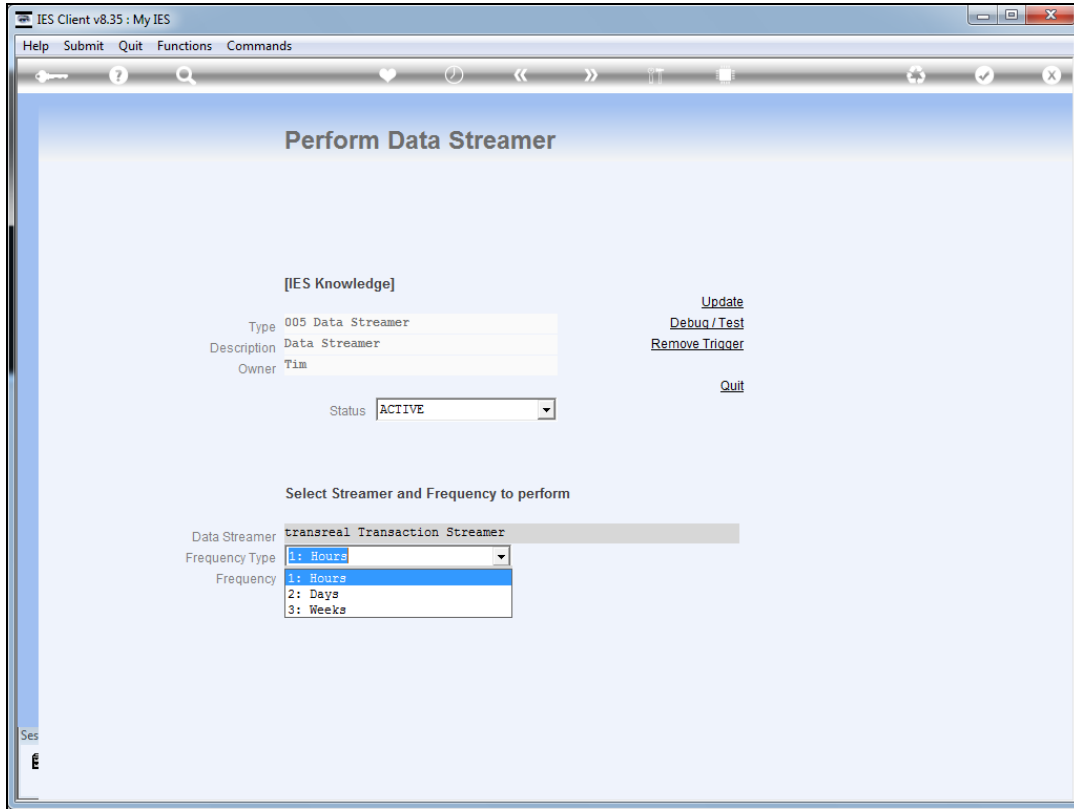 IES Client v8.35 : My IES
Help Submit Quit Functions Commands
Perform Data Streamer
[IES Knowledge]
Update
Type 005 Data Streamer
Debug / Test
Description Data Streamer
Remove Trigger
Owner Tim
Quit
Status ACTIVE
Select Streamer and Frequency to perform
Data Streamer transreal Transaction Streamer
Frequency Type 1: Hours
Frequency 1: Hours
2: Days
3: Weeks
Ses